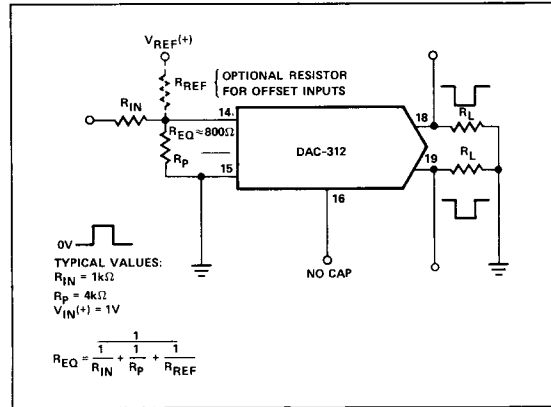 VREF(+)
RREF { OPTIONAL RESISTOR
FOR OFFSET INPUTS
RIN
14
REQ ≈ 800Ω
RP
15
DAC-312
16
NO CAP
18
RL
19
RL
0V
TYPICAL VALUES:
RIN = 1kΩ
RP = 4kΩ
VIN(+) = 1V
REQ = 1 / (1/RIN + 1/RP + 1/RREF)